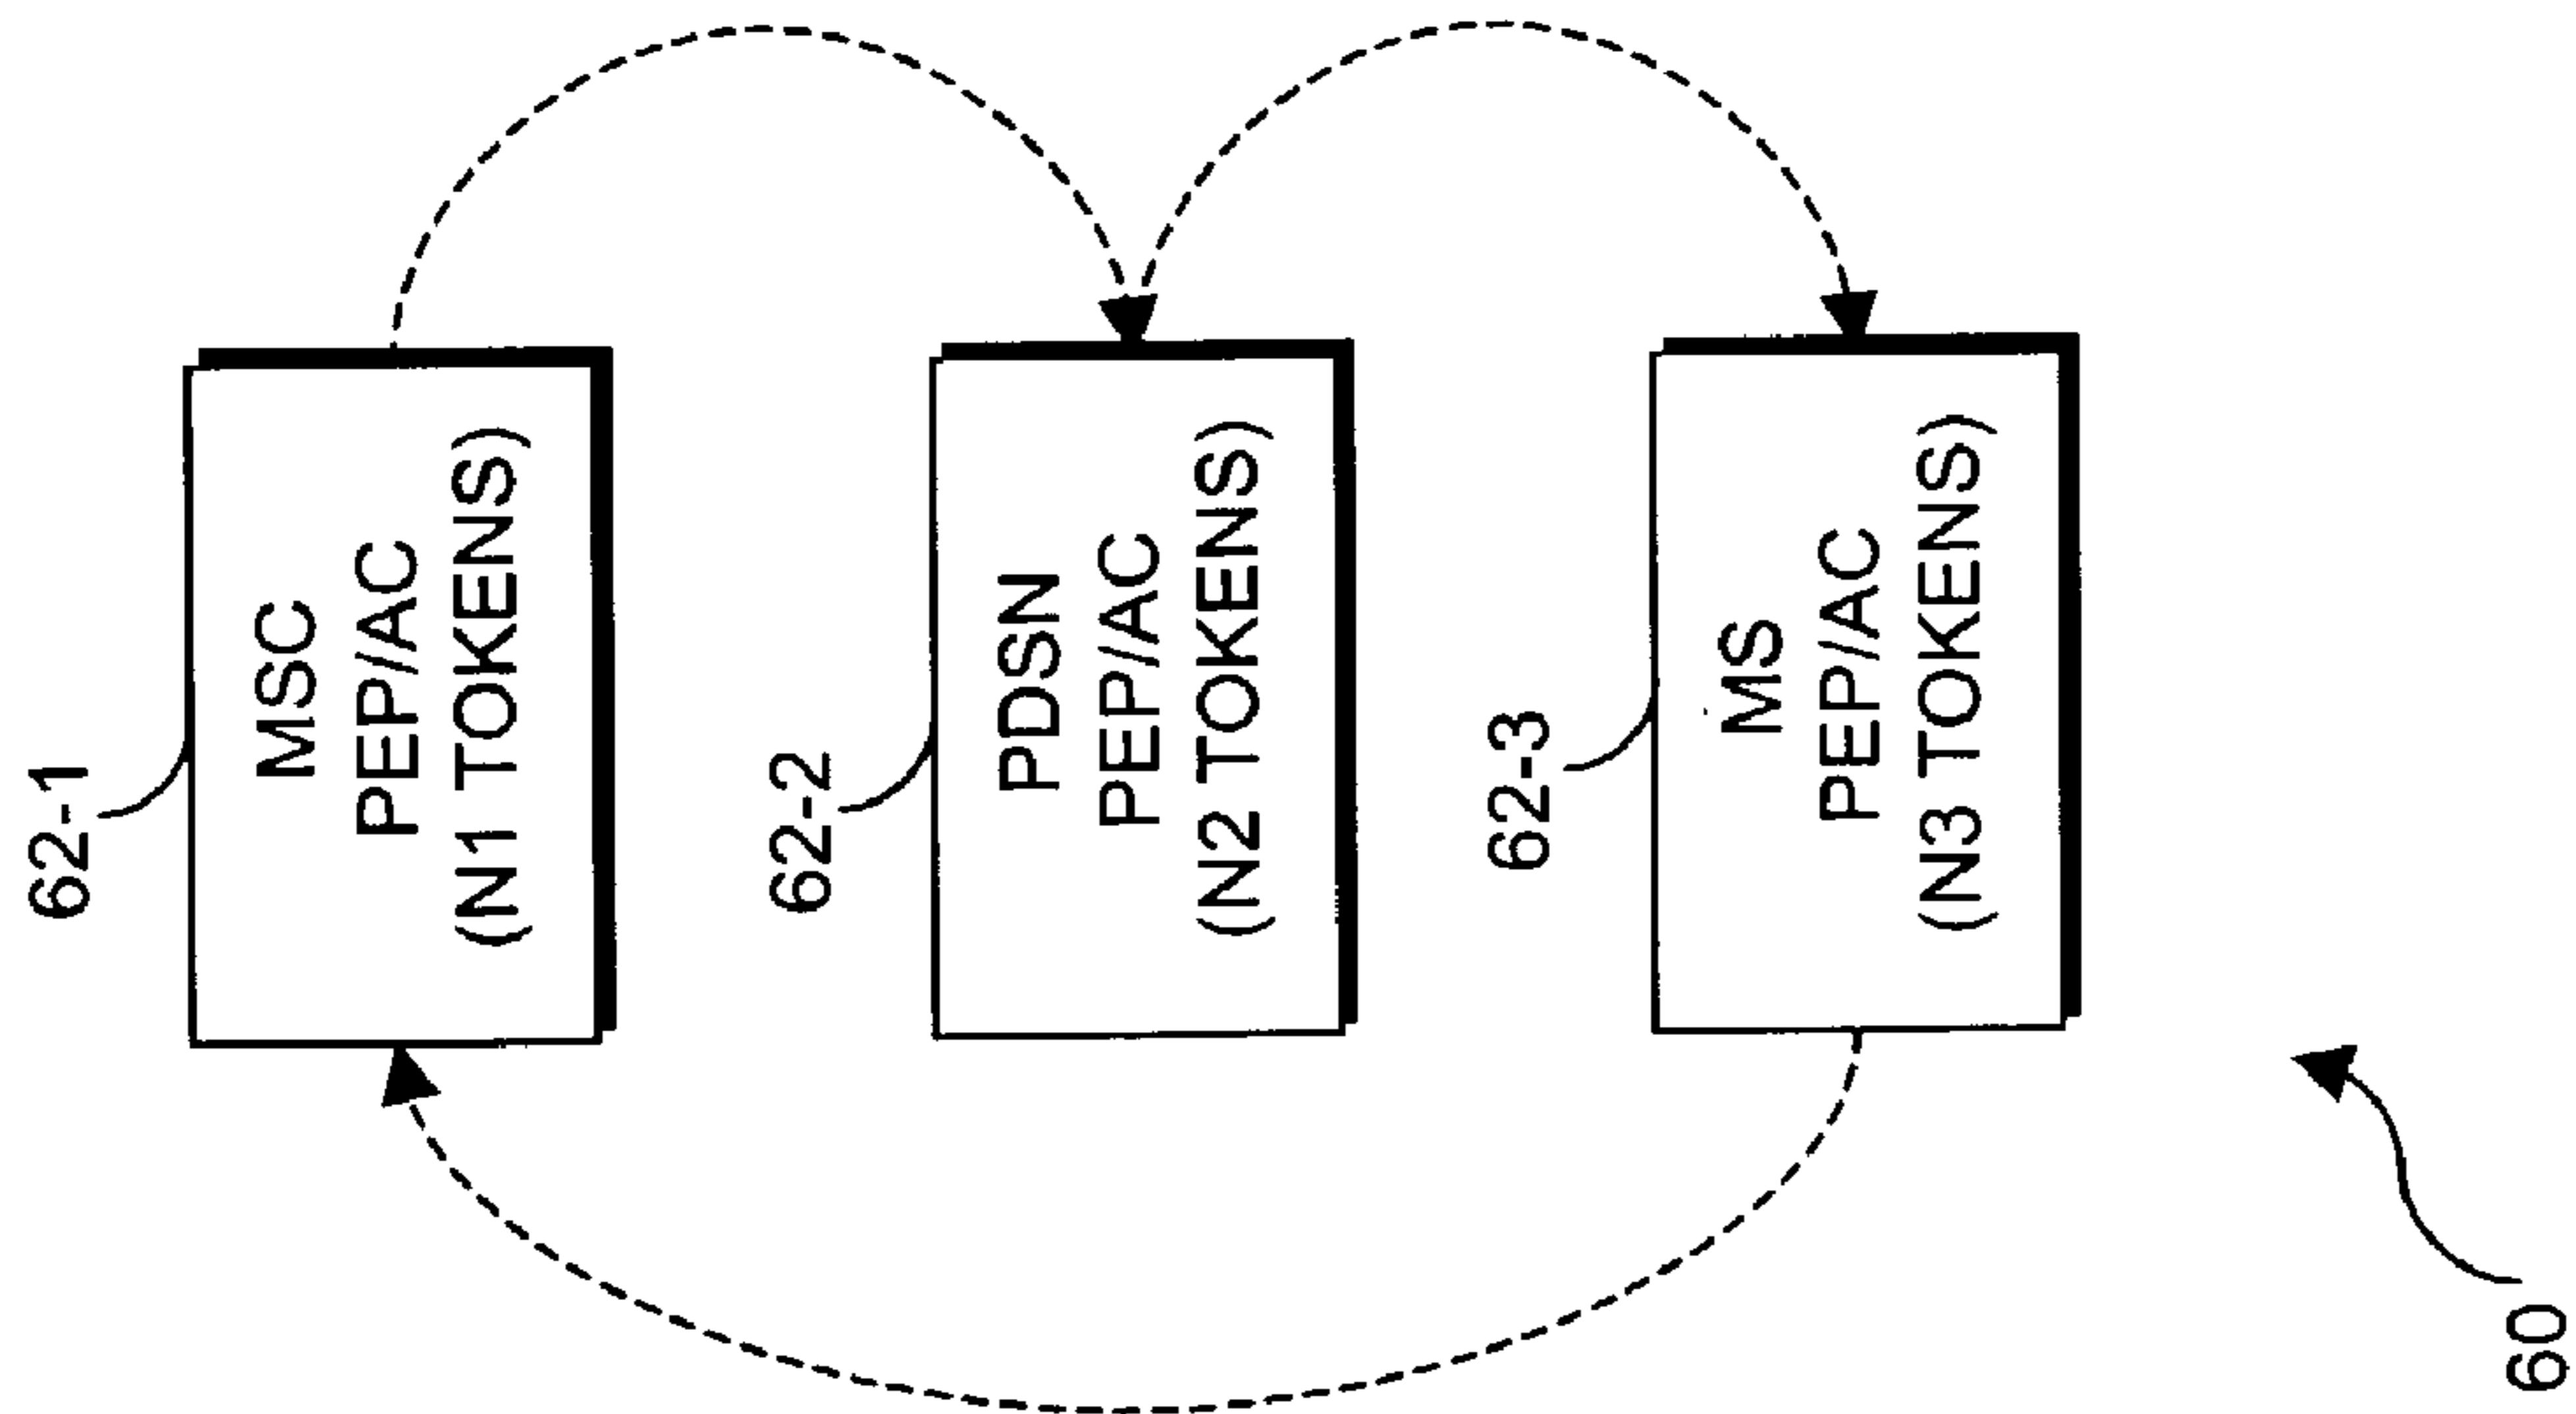 62-1
MSC
PEP/AC
(N1 TOKENS)
62-2
PDSN
PEP/AC
(N2 TOKENS)
62-3
MS
PEP/AC
(N3 TOKENS)
60